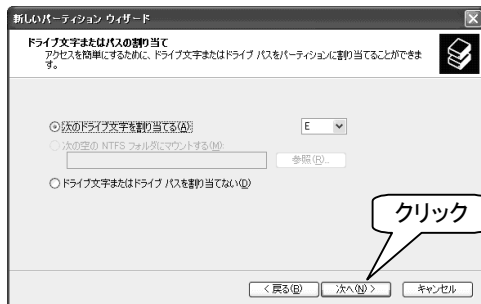 新しいパーティション ウィザード
ドライブ文字またはパスの割り当て
アクセスを簡単にするために、ドライブ文字またはドライブ パスをパーティションに割り当てることができま
す。
次のドライブ文字を割り当てる(A):
E
次の空の NTFS フォルダにマウントする(M):
参照(R)...
ドライブ文字またはドライブ パスを割り当てない(D)
クリック
< 戻る(B)
次へ(N) >
キャンセル